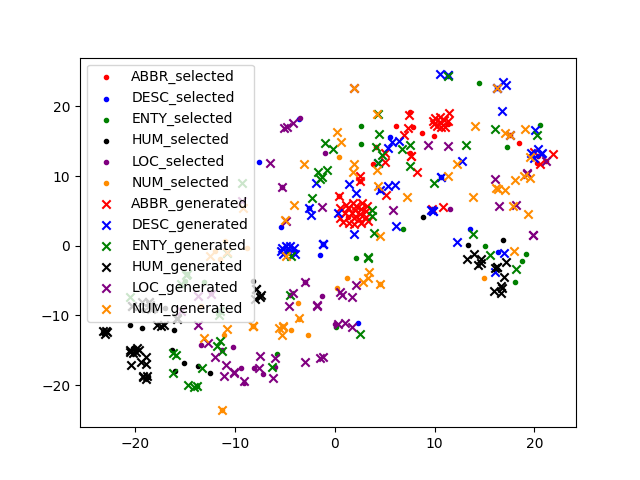 ABBR_selected
DESC_selected
ENTY_selected
HUM_selected
LOC_selected
NUM_selected
ABBR_generated
DESC_generated
ENTY_generated
HUM_generated
LOC_generated
NUM_generated
20
10
0
−10
−20
−20 −10 0 10 20